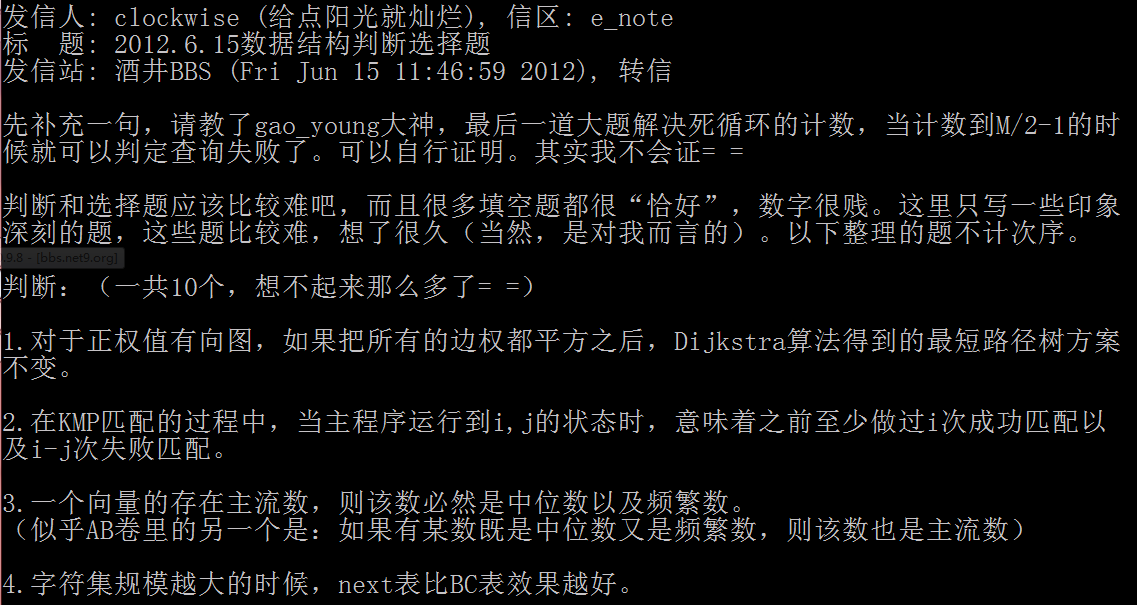 发信人: clockwise (给点阳光就灿烂), 信区: e_note
标  题: 2012.6.15数据结构判断选择题
发信站: 酒井BBS (Fri Jun 15 11:46:59 2012), 转信
先补充一句，请教了gao_young大神，最后一道大题解决死循环的计数，当计数到M/2-1的时
候就可以判定查询失败了。可以自行证明。其实我不会证= =
判断和选择题应该比较难吧，而且很多填空题都很“恰好”，数字很贱。这里只写一些印象
深刻的题，这些题比较难，想了很久（当然，是对我而言的）。以下整理的题不计次序。
.9.8 - [bbs.net9.org]
判断：（一共10个，想不起来那么多了= =）
1.对于正权值有向图，如果把所有的边权都平方之后，Dijkstra算法得到的最短路径树方案
不变。
2.在KMP匹配的过程中，当主程序运行到i,j的状态时，意味着之前至少做过i次成功匹配以
及i-j次失败匹配。
3.一个向量的存在主流数，则该数必然是中位数以及频繁数。
（似乎AB卷里的另一个是：如果有某数既是中位数又是频繁数，则该数也是主流数）
4.字符集规模越大的时候，next表比BC表效果越好。